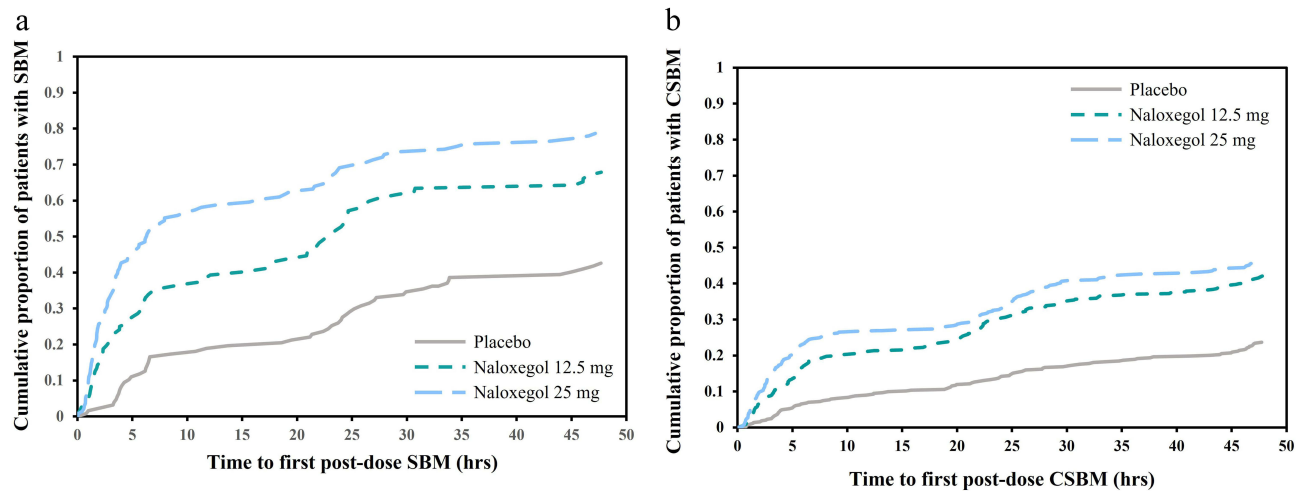 a
Cumulative proportion of patients with SBM
1
0.9
0.8
0.7
0.6
0.5
0.4
0.3
0.2
0.1
0
Placebo
Naloxegol 12.5 mg
Naloxegol 25 mg
0 5 10 15 20 25 30 35 40 45 50
Time to first post-dose SBM (hrs)
b
Cumulative proportion of patients with CSBM
1
0.9
0.8
0.7
0.6
0.5
0.4
0.3
0.2
0.1
0
Placebo
Naloxegol 12.5 mg
Naloxegol 25 mg
0 5 10 15 20 25 30 35 40 45 50
Time to first post-dose CSBM (hrs)